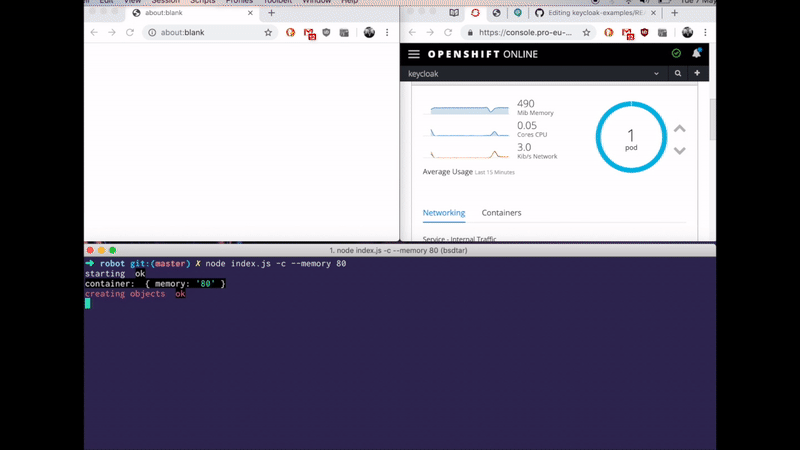 View Session Scripts Profiles Toolbelt Window Help
about:blank
about:blank
Editing keycloak-examples/RE
https://console.pro-eu-...
OPENSHIFT ONLINE
keycloak
490
Mib Memory
0.05
Cores CPU
3.0
Kib/s Network
Average Usage Last 15 Minutes
1
pod
Networking Containers
Service - Internal Traffic
1. node index.js -c --memory 80 (bsdtar)
➜ robot git:(master) ✗ node index.js -c --memory 80
starting ok
container: { memory: '80' }
creating objects ok